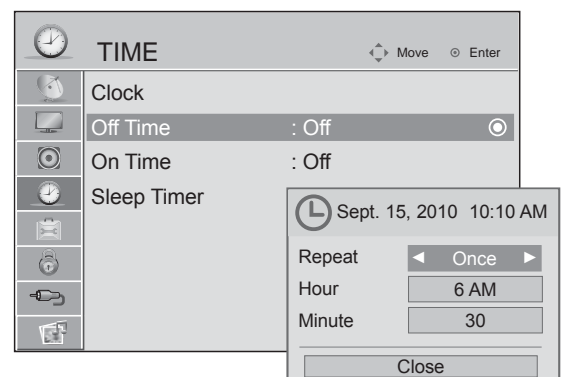 TIME Move Enter
Clock
Off Time : Off
On Time : Off
Sleep Timer
Sept. 15, 2010 10:10 AM
Repeat Once
Hour 6 AM
Minute 30
Close